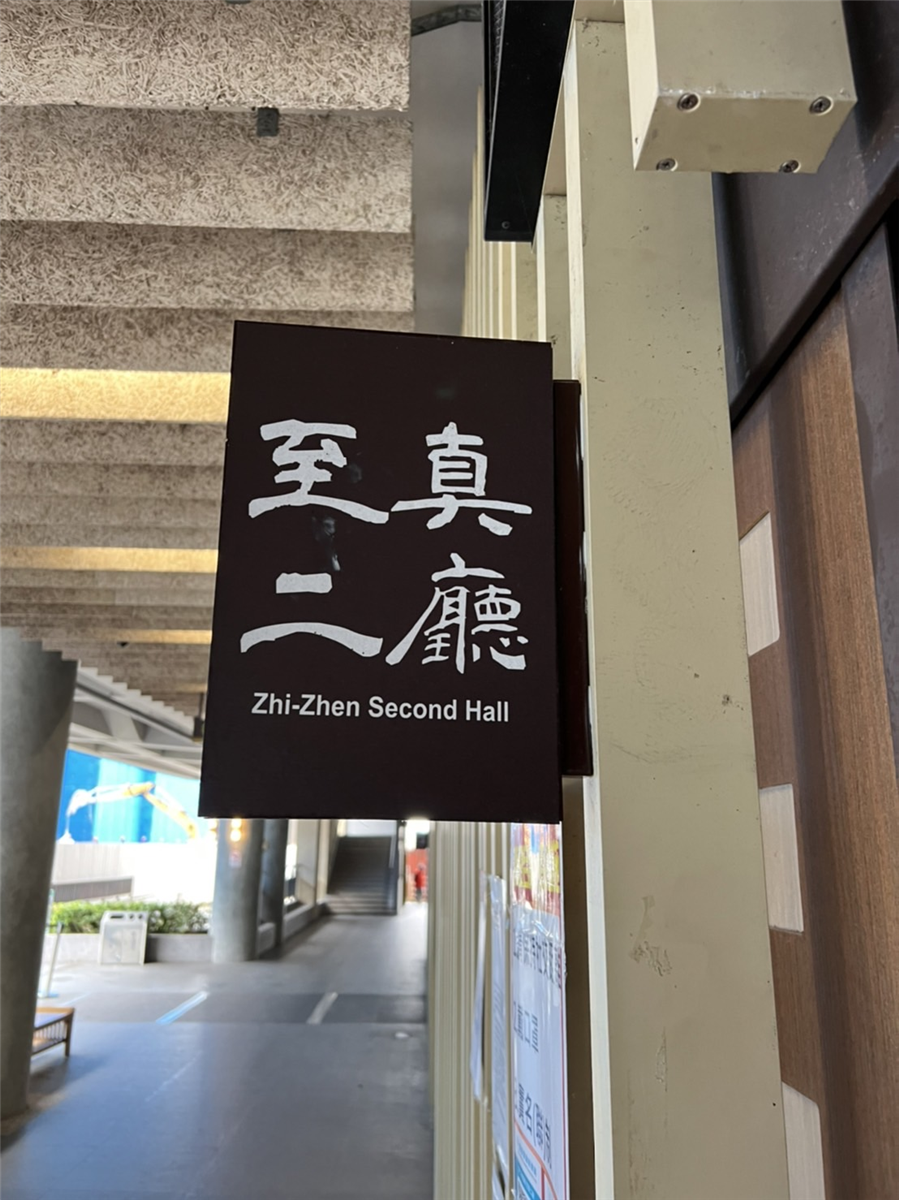 至真
二廳
Zhi-Zhen Second Hall